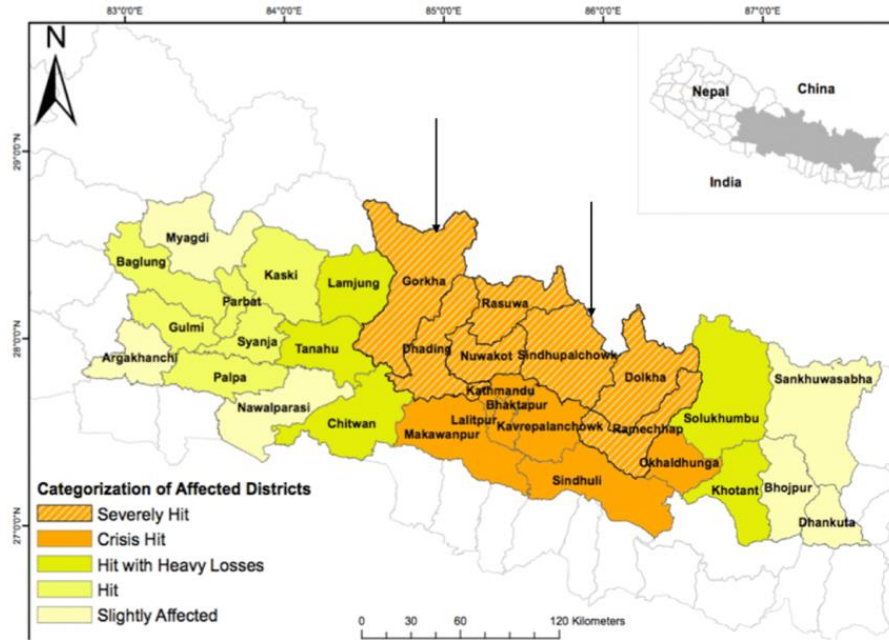 83°0'0"E
84°0'0"E
85°0'0"E
86°0'0"E
87°0'0"E
N
Nepal
China
India
29°0'0"N
28°0'0"N
27°0'0"N
Myagdi
Baglung
Kaski
Lamjung
Gorkha
Rasuwa
Parbat
Gulmi
Syanja
Tanahu
Dhading
Nuwakot
Sindhupalchowk
Argakhanchi
Palpa
Dolkha
Sankhuwasabha
Nawalparasi
Kathmandu
Bhaktapur
Chitwan
Lalitpur
Kavrepalanchowk
Makawanpur
Ramechhap
Solukhumbu
Okhaldhunga
Sindhuli
Khotant
Bhojpur
Dhankuta
Categorization of Affected Districts
Severely Hit
Crisis Hit
Hit with Heavy Losses
Hit
Slightly Affected
0 30 60 120 Kilometers